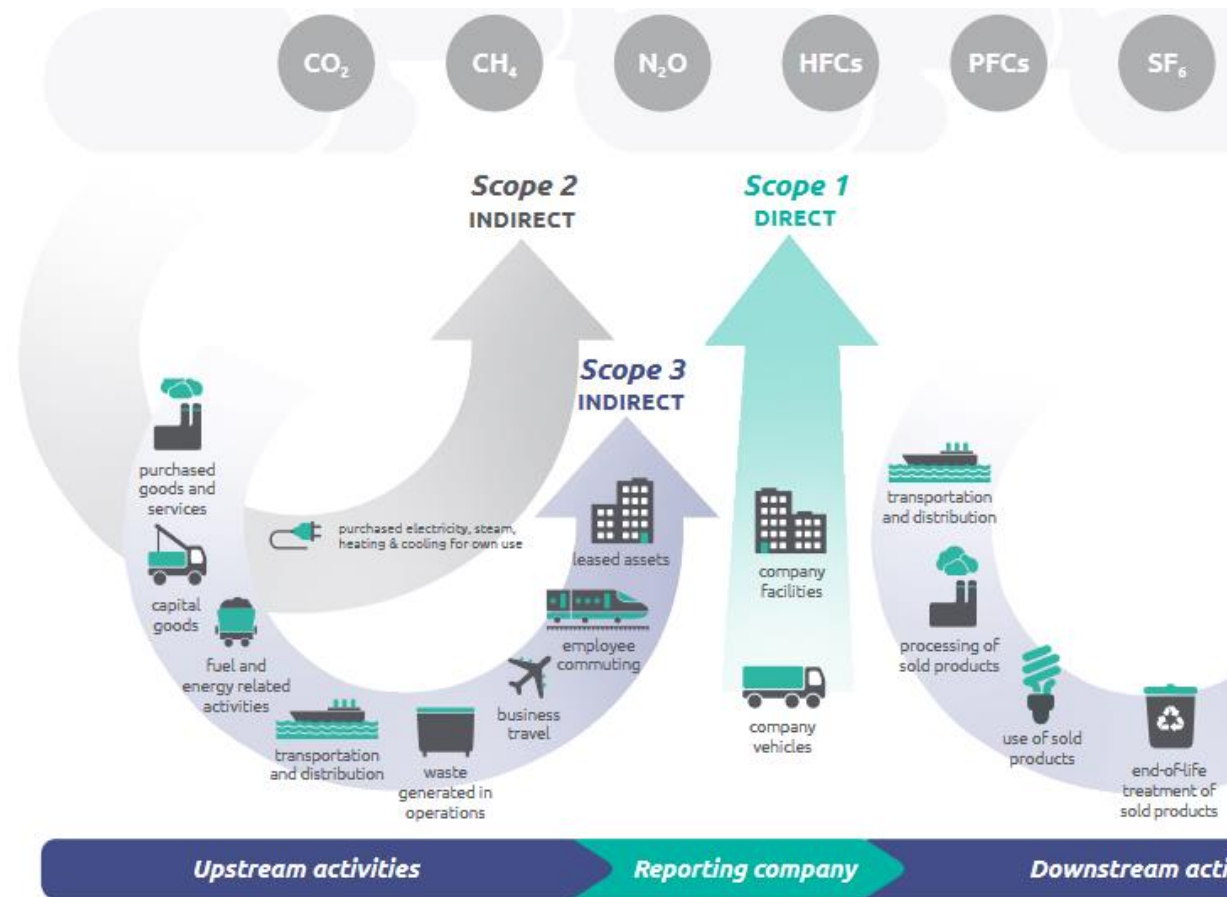 CO₂ CH₄ N₂O HFCs PFCs SF₆
Scope 2
INDIRECT
Scope 1
DIRECT
Scope 3
INDIRECT
purchased
goods and
services
capital
goods
fuel and
energy related
activities
purchased electricity, steam,
heating & cooling for own use
transportation
and distribution
waste
generated in
operations
business
travel
employee
commuting
leased assets
company
facilities
company
vehicles
transportation
and distribution
processing of
sold products
use of sold
products
end-of-life
treatment of
sold products
Upstream activities
Reporting company
Downstream acti